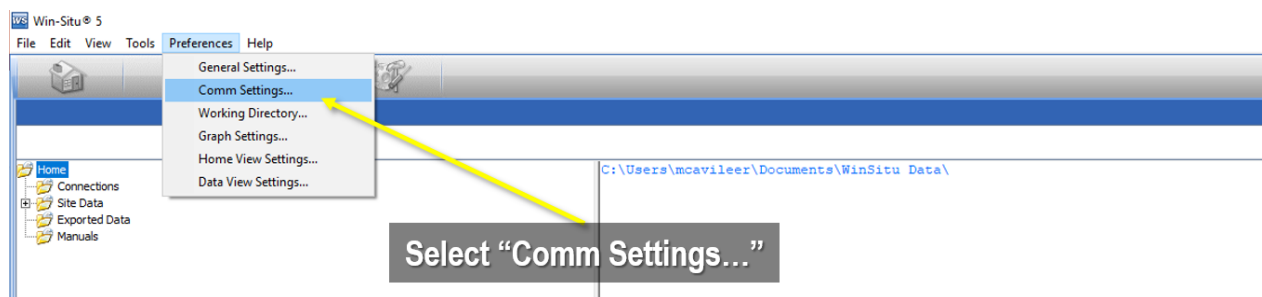 WS Win-Situ® 5
File Edit View Tools Preferences Help
General Settings...
Comm Settings...
Working Directory...
Graph Settings...
Home View Settings...
Data View Settings...
Home
Connections
Site Data
Exported Data
Manuals
C:\Users\mcavileer\Documents\WinSitu Data\
Select “Comm Settings…”